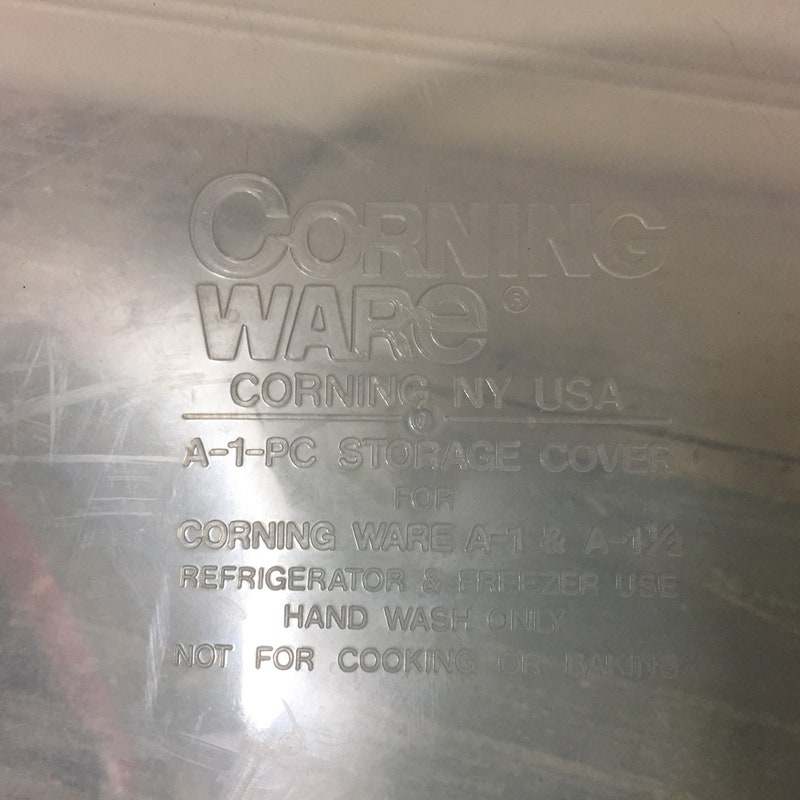 CORNING
WARE ®
CORNING NY USA
0
A-1-PC STORAGE COVER
FOR
CORNING WARE A-1 & A-1½
REFRIGERATOR & FREEZER USE
HAND WASH ONLY
NOT FOR COOKING OR BAKING